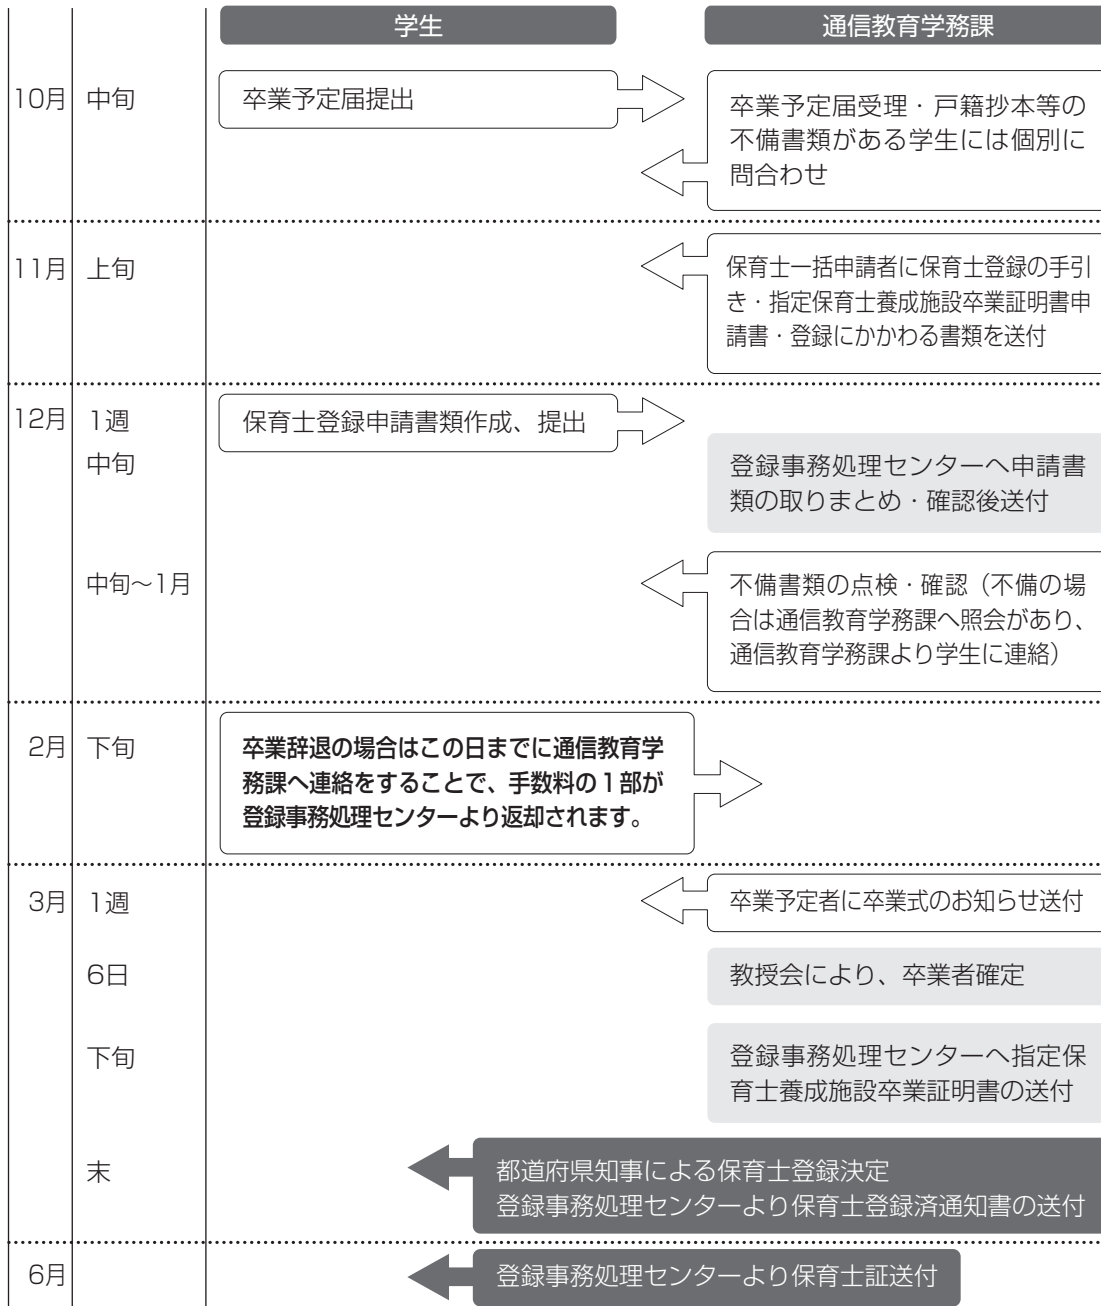 学生
通信教育学務課
10月 中旬
卒業予定届提出
卒業予定届受理・戸籍抄本等の
不備書類がある学生には個別に
問合わせ
11月 上旬
保育士一括申請者に保育士登録の手引
き・指定保育士養成施設卒業証明書申
請書・登録にかかわる書類を送付
12月 1週
保育士登録申請書類作成、提出
中旬
登録事務処理センターへ申請書
類の取りまとめ・確認後送付
中旬〜1月
不備書類の点検・確認（不備の場
合は通信教育学務課へ照会があり、
通信教育学務課より学生に連絡）
2月 下旬
卒業辞退の場合はこの日までに通信教育学
務課へ連絡をすることで、手数料の１部が
登録事務処理センターより返却されます。
3月 1週
卒業予定者に卒業式のお知らせ送付
6日
教授会により、卒業者確定
下旬
登録事務処理センターへ指定保
育士養成施設卒業証明書の送付
末
都道府県知事による保育士登録決定
登録事務処理センターより保育士登録済通知書の送付
6月
登録事務処理センターより保育士証送付